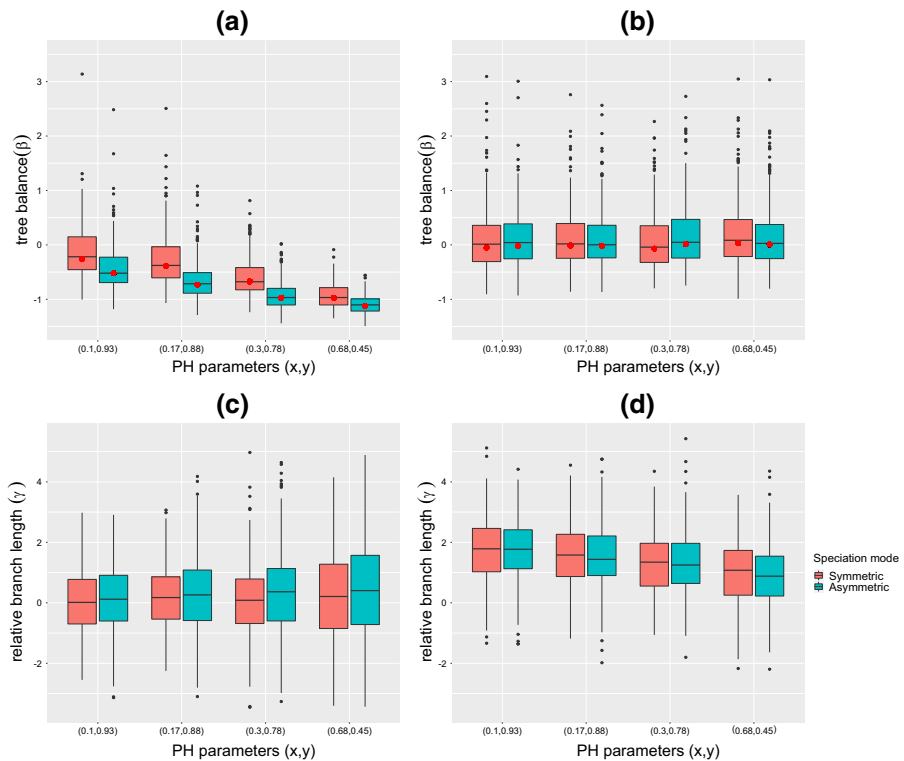 (a)
3
2
1
0
-1
tree balance(β)
(0.1,0.93) (0.17,0.88) (0.3,0.78) (0.68,0.45)
PH parameters (x,y)
(b)
3
2
1
0
-1
tree balance(β)
(0.1,0.93) (0.17,0.88) (0.3,0.78) (0.68,0.45)
PH parameters (x,y)
(c)
4
2
0
-2
relative branch length (γ)
(0.1,0.93) (0.17,0.88) (0.3,0.78) (0.68,0.45)
PH parameters (x,y)
(d)
4
2
0
-2
relative branch length (γ)
(0.1,0.93) (0.17,0.88) (0.3,0.78) (0.68,0.45)
PH parameters (x,y)
Speciation mode
Symmetric
Asymmetric